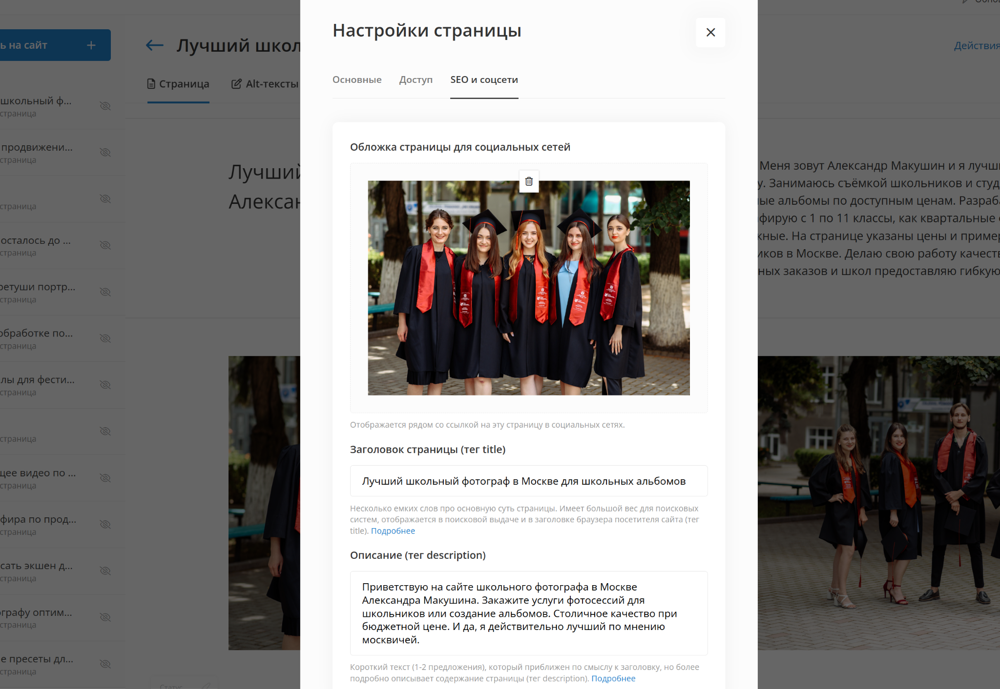 ь на сайт
школьный ф...
страница
продвижени...
страница
страница
осталось до ...
страница
ретуши портр...
страница
обработке по...
страница
лы для фести...
страница
страница
щее видео по ...
страница
фира по прод...
страница
сать экшен д...
страница
ографу оптим...
страница
е пресеты дл...
страница
Лучший школ
Страница
Alt-тексты
Лучший
Алексан
Статус
Настройки страницы
Основные Доступ SEO и соцсети
Обложка страницы для социальных сетей
Отображается рядом со ссылкой на эту страницу в социальных сетях.
Заголовок страницы (тег title)
Лучший школьный фотограф в Москве для школьных альбомов
Несколько емких слов про основную суть страницы. Имеет большой вес для поисковых
систем, отображается в поисковой выдаче и в заголовке браузера посетителя сайта (тег
title). Подробнее
Описание (тег description)
Приветствую на сайте школьного фотографа в Москве
Александра Макушина. Закажите услуги фотосессий для
школьников или создание альбомов. Столичное качество при
бюджетной цене. И да, я действительно лучший по мнению
москвичей.
Короткий текст (1-2 предложения), который приближен по смыслу к заголовку, но более
подробно описывает содержание страницы (тег description). Подробнее
Действия
Меня зовут Александр Макушин и я лучш
у. Занимаюсь съёмкой школьников и студ
ые альбомы по доступным ценам. Разраба
фирую с 1 по 11 классы, как квартальные
жные. На странице указаны цены и пример
иков в Москве. Делаю свою работу качеств
ных заказов и школ предоставляю гибкую